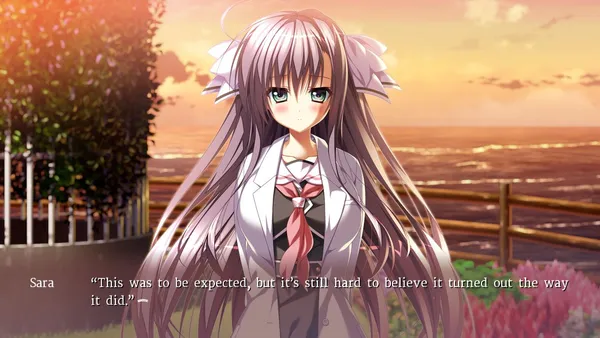 Sara
“This was to be expected, but it’s still hard to believe it turned out the way
it did.”